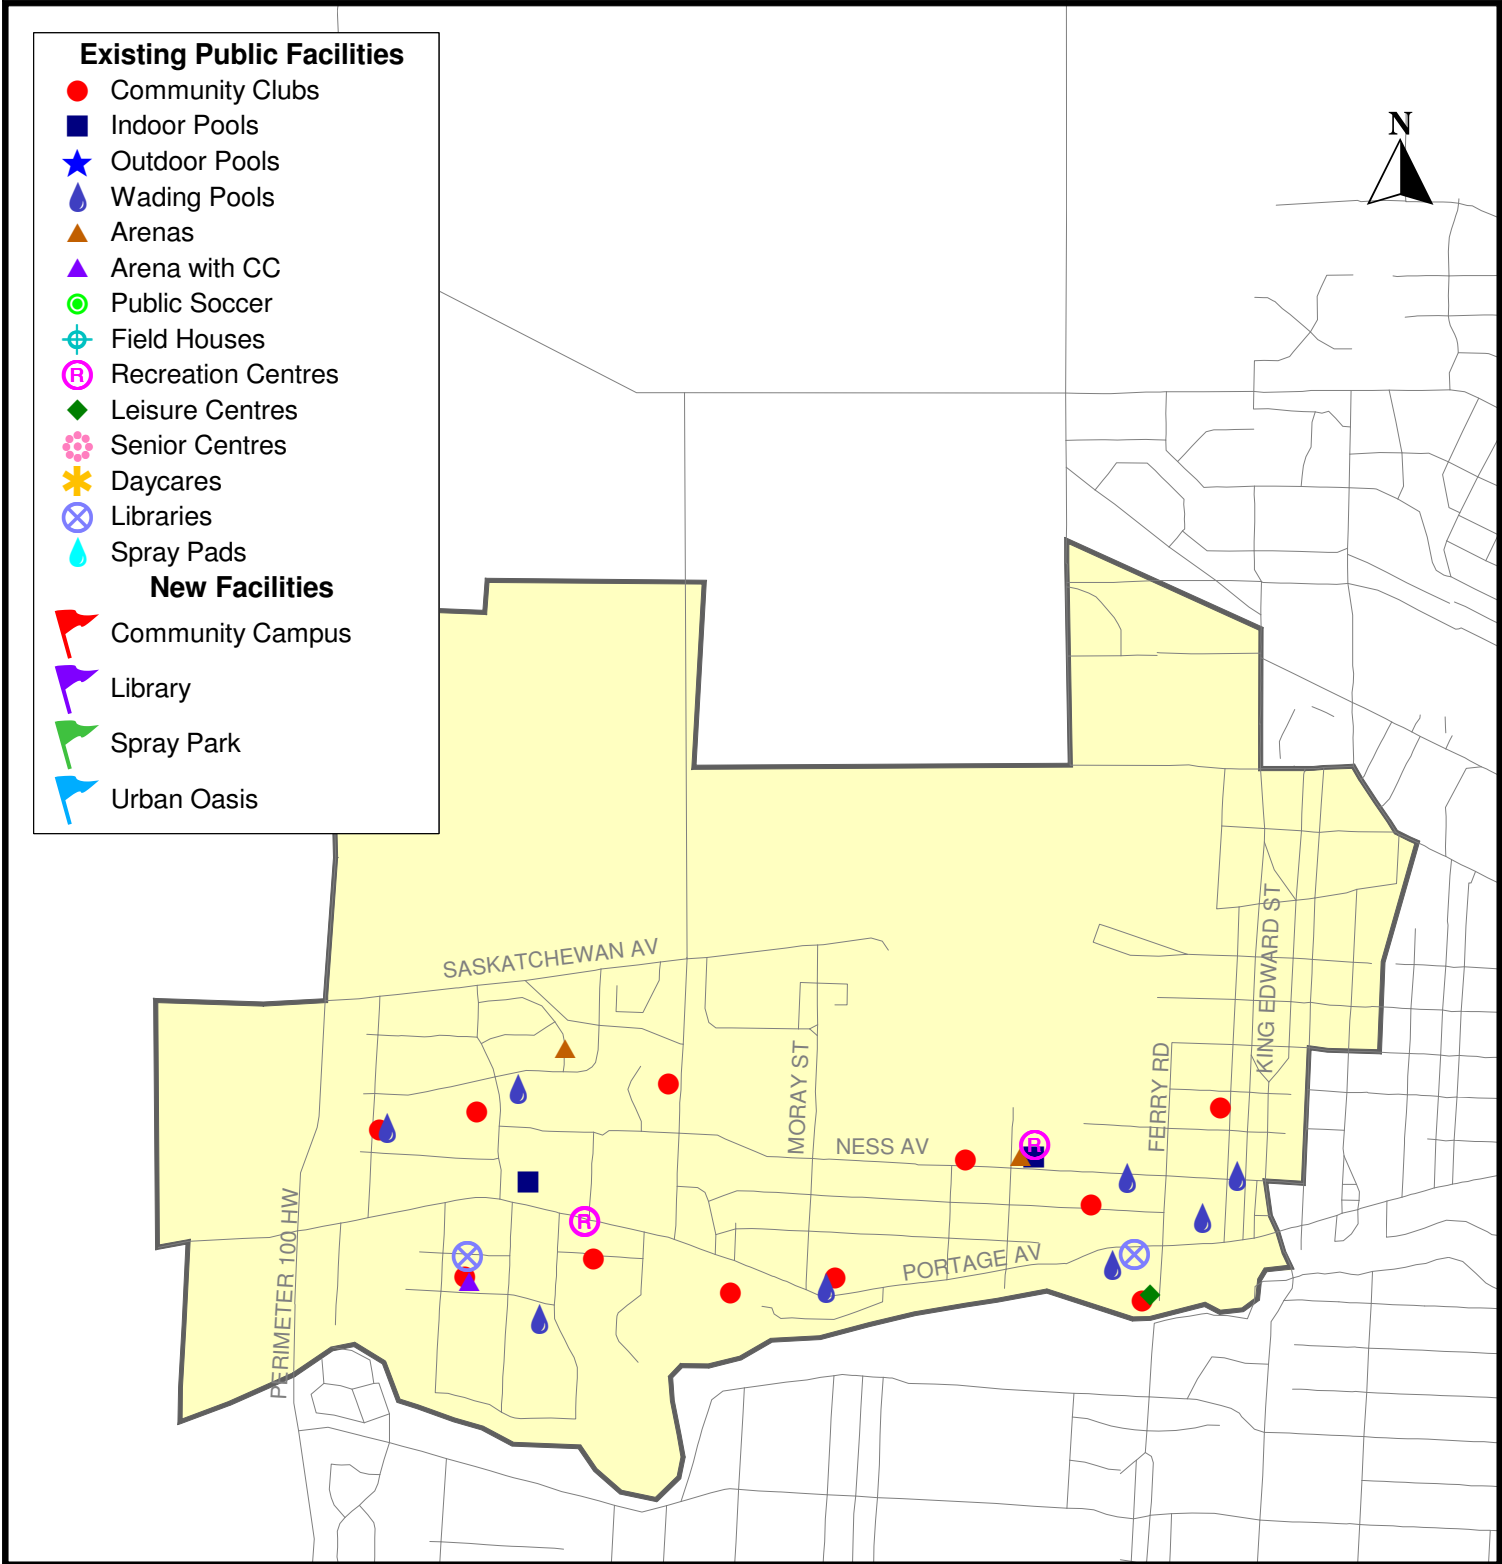 Existing Public Facilities
Community Clubs
Indoor Pools
Outdoor Pools
Wading Pools
Arenas
Arena with CC
Public Soccer
Field Houses
R Recreation Centres
Leisure Centres
Senior Centres
Daycares
Libraries
Spray Pads
New Facilities
Community Campus
Library
Spray Park
Urban Oasis
N
SASKATCHEWAN AV
KING EDWARD ST
MORAY ST
FERRY RD
NESS AV
R
PERIMETER 100 HW
R
PORTAGE AV